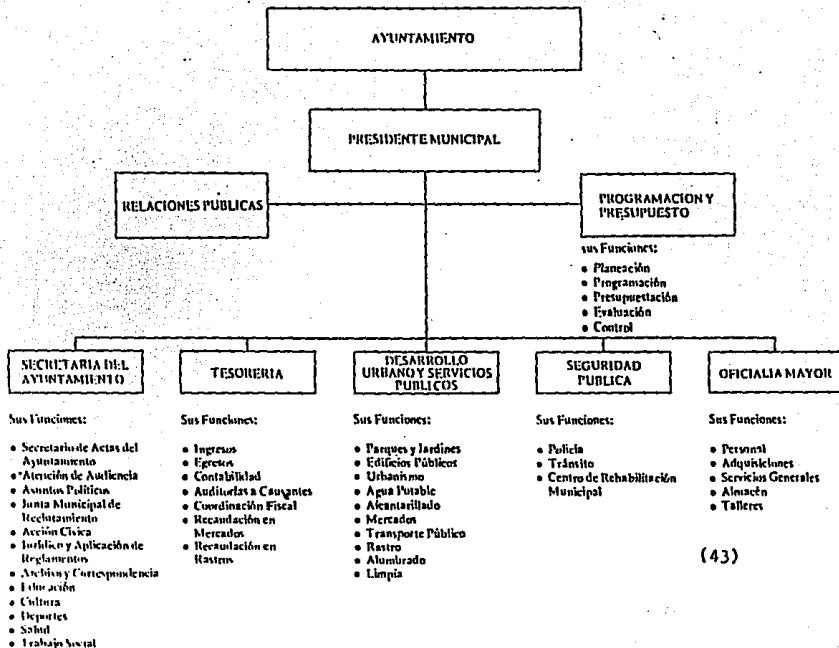 AYUNTAMIENTO
PRESIDENTE MUNICIPAL
RELACIONES PUBLICAS
PROGRAMACION Y
PRESUPUESTO
sus Funciones:
• Planeación
• Programación
• Presupuestación
• Evaluación
• Control
SECRETARIA DEL
AYUNTAMIENTO
Sus Funciones:
• Secretario de Actas del
Ayuntamiento
• Atención de Audiencia
• Asuntos Políticos
• Junta Municipal de
Reclutamiento
• Acción Cívica
• Jurídico y Aplicación de
Reglamentos
• Archivo y Correspondencia
• Educación
• Cultura
• Deportes
• Salud
• Trabajo Social
TESORERIA
Sus Funciones:
• Ingresos
• Egresos
• Contabilidad
• Auditorías a Causantes
• Coordinación Fiscal
• Recaudación en
Mercados
• Recaudación en
Rastros
DESARROLLO
URBANO Y SERVICIOS
PUBLICOS
Sus Funciones:
• Parques y Jardines
• Edificios Públicos
• Urbanismo
• Agua Potable
• Alcantarillado
• Mercados
• Transporte Público
• Rastro
• Alumbrado
• Limpia
SEGURIDAD
PUBLICA
Sus Funciones:
• Policía
• Tránsito
• Centro de Rehabilitación
Municipal
OFICIALIA MAYOR
Sus Funciones:
• Personal
• Adquisiciones
• Servicios Generales
• Almacén
• Talleres
(43)